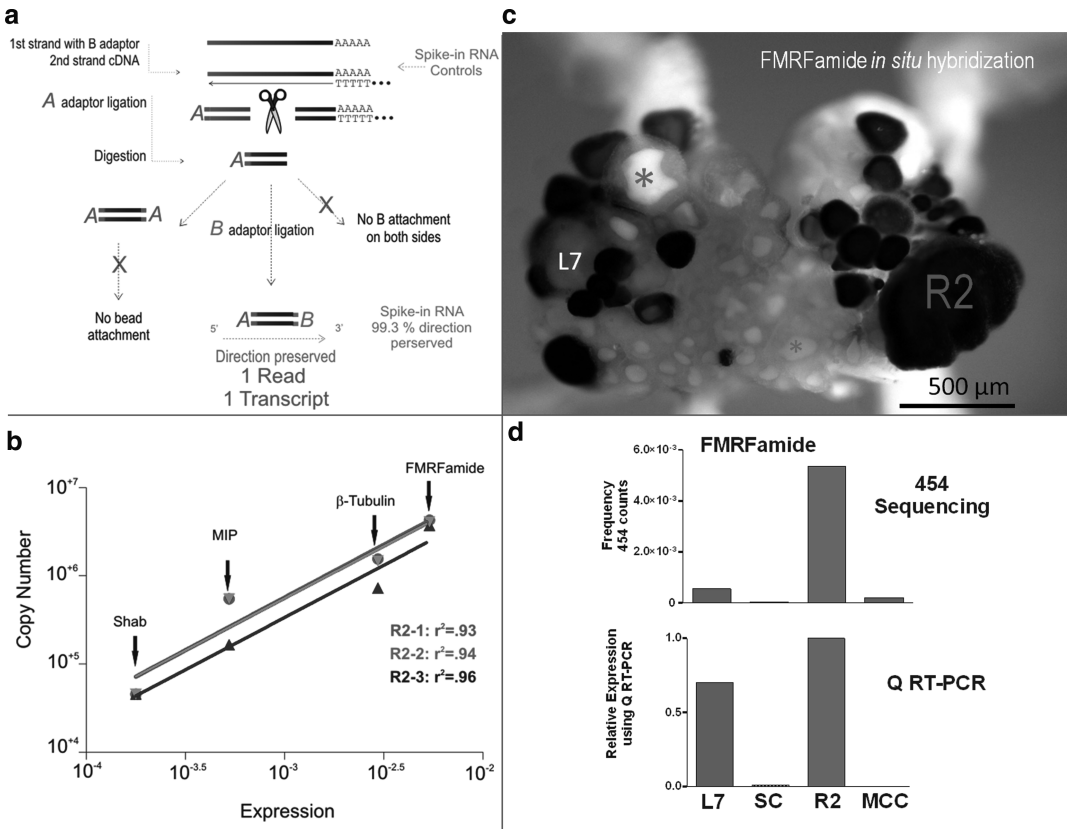 a
1st strand with B adaptor
2nd strand cDNA
AAAAA
Spike-in RNA
Controls
AAAAA
TTTTT•••
A adaptor ligation
A
AAAAA
TTTTT•••
Digestion
A
A
A
X
B adaptor ligation
X
No B attachment
on both sides
No bead
attachment
A
B
5'
3'
Spike-in RNA
99.3 % direction
perserved
Direction preserved
1 Read
1 Transcript
b
10+7
10+6
10+5
10+4
Copy Number
Shab
MIP
β-Tubulin
FMRFamide
R2-1: r²=.93
R2-2: r²=.94
R2-3: r²=.96
10-4
10-3.5
10-3
10-2.5
10-2
Expression
c
FMRFamide in situ hybridization
*
L7
R2
*
500 µm
d
FMRFamide
454
Sequencing
Frequency
454 counts
6.0×10-3
4.0×10-3
2.0×10-3
0
Relative Expression
using Q RT-PCR
1.0
0.5
0.0
Q RT-PCR
L7
SC
R2
MCC